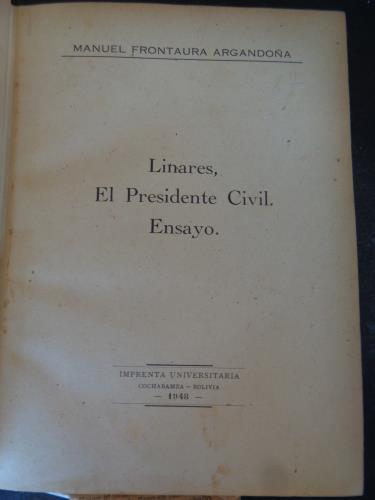 MANUEL FRONTAURA ARGANDOÑA
Linares,
El Presidente Civil.
Ensayo.
IMPRENTA UNIVERSITARIA
COCHABAMBA - BOLIVIA
- 1948 -